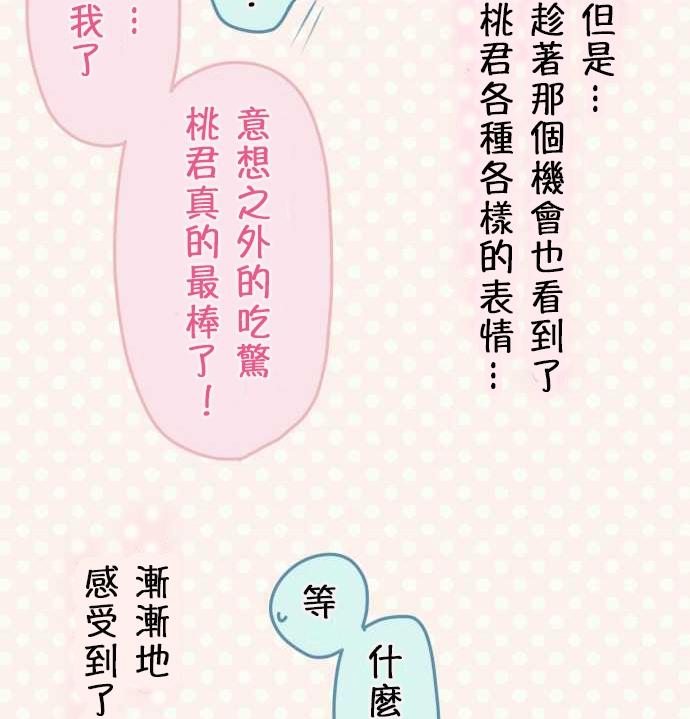 但是…
趁著那個機會也看到了
桃君各種各樣的表情…
…
我了
意想之外的吃驚
桃君真的最棒了！
等
什麼
漸漸地
感受到了